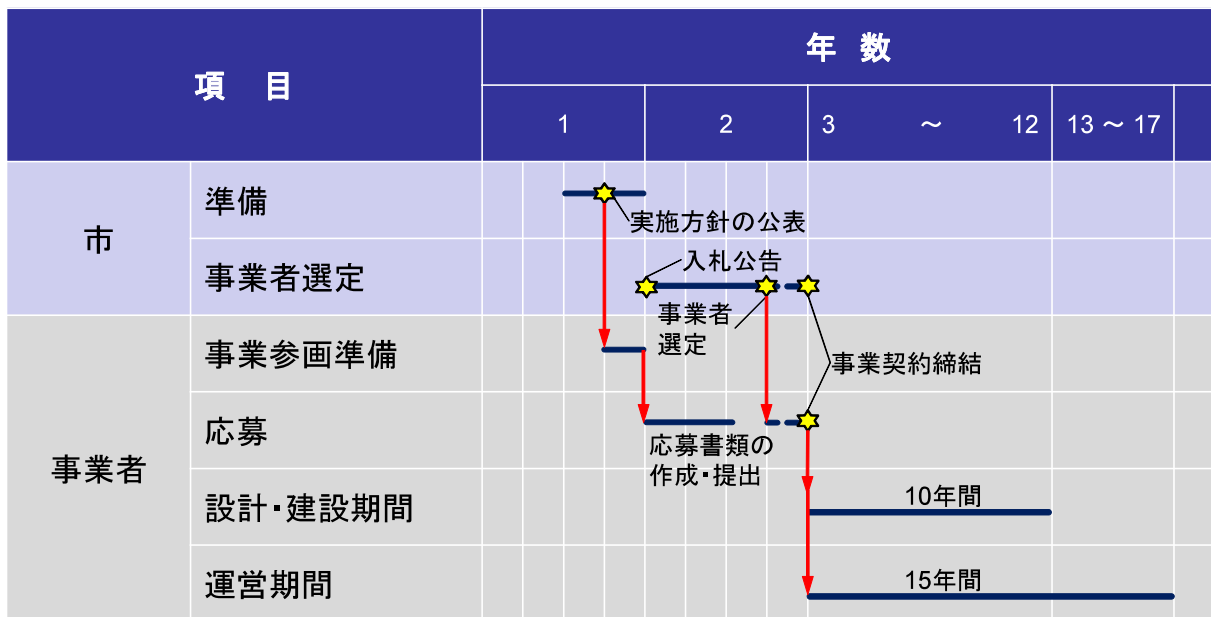 項 目
年 数
1
2
3 ～ 12
13 ～ 17
市
準備
実施方針の公表
事業者選定
入札公告
事業者
選定
事業契約締結
事業者
事業参画準備
応募
応募書類の
作成・提出
設計・建設期間
10年間
運営期間
15年間